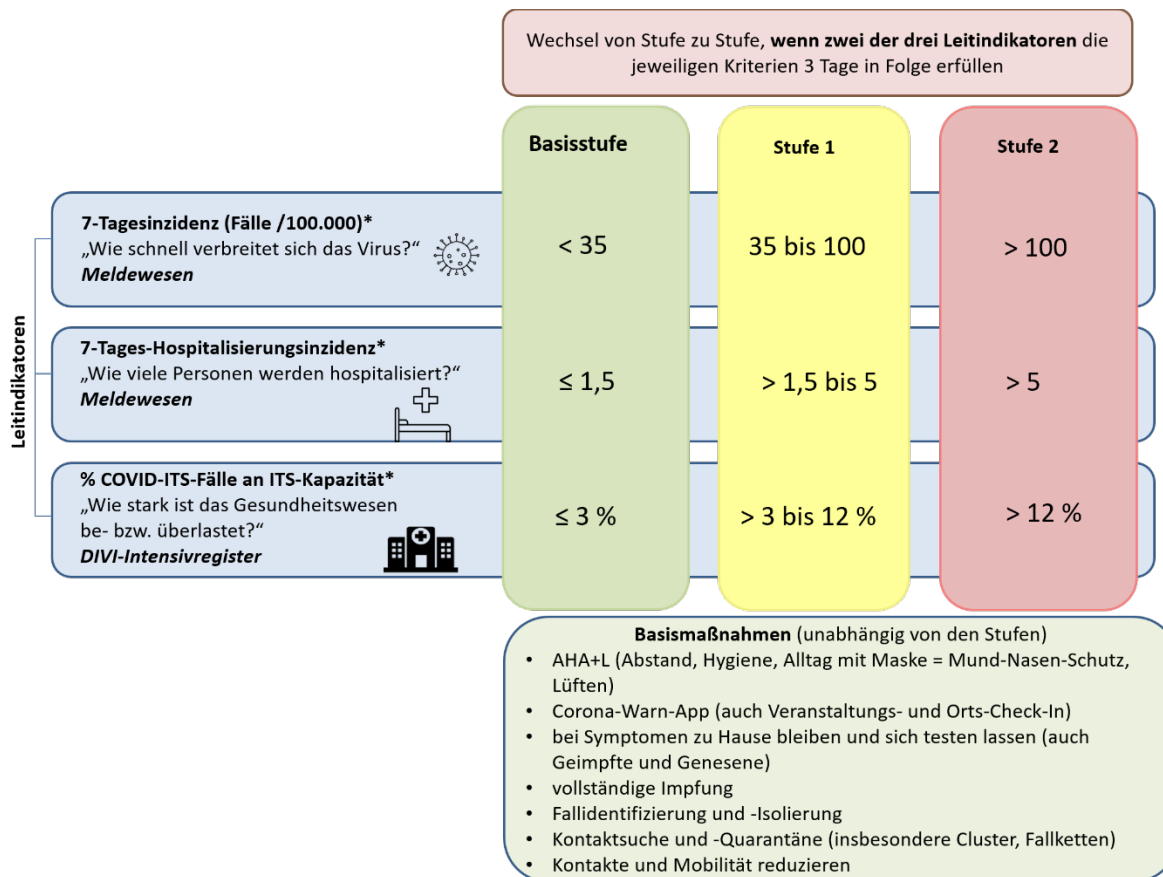 Wechsel von Stufe zu Stufe, wenn zwei der drei Leitindikatoren die
jeweiligen Kriterien 3 Tage in Folge erfüllen
Basisstufe
Stufe 1
Stufe 2
Leitindikatoren
7-Tagesinzidenz (Fälle /100.000)*
„Wie schnell verbreitet sich das Virus?“
Meldewesen
< 35
35 bis 100
> 100
7-Tages-Hospitalisierungsinzidenz*
„Wie viele Personen werden hospitalisiert?“
Meldewesen
≤ 1,5
> 1,5 bis 5
> 5
% COVID-ITS-Fälle an ITS-Kapazität*
„Wie stark ist das Gesundheitswesen
be- bzw. überlastet?“
DIVI-Intensivregister
≤ 3 %
> 3 bis 12 %
> 12 %
Basismaßnahmen (unabhängig von den Stufen)
• AHA+L (Abstand, Hygiene, Alltag mit Maske = Mund-Nasen-Schutz,
Lüften)
• Corona-Warn-App (auch Veranstaltungs- und Orts-Check-In)
• bei Symptomen zu Hause bleiben und sich testen lassen (auch
Geimpfte und Genesene)
• vollständige Impfung
• Fallidentifizierung und -Isolierung
• Kontaktsuche und -Quarantäne (insbesondere Cluster, Fallketten)
• Kontakte und Mobilität reduzieren